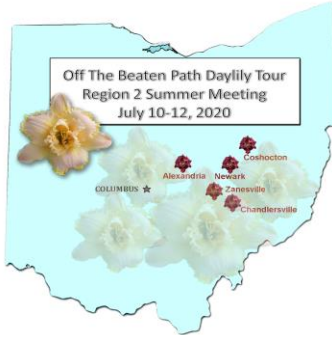 Off The Beaten Path Daylily Tour
Region 2 Summer Meeting
July 10-12, 2020
Coshocton
Alexandria
Newark
COLUMBUS
Zanesville
Chandlersville